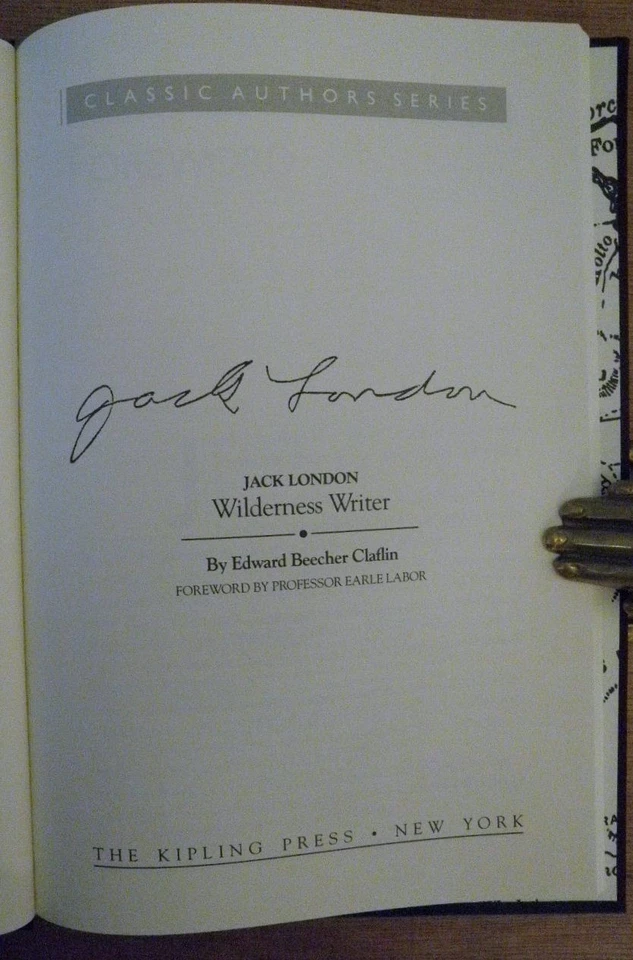 CLASSIC AUTHORS SERIES
Jack London
JACK LONDON
Wilderness Writer
By Edward Beecher Claflin
FOREWORD BY PROFESSOR EARLE LABOR
THE KIPLING PRESS • NEW YORK